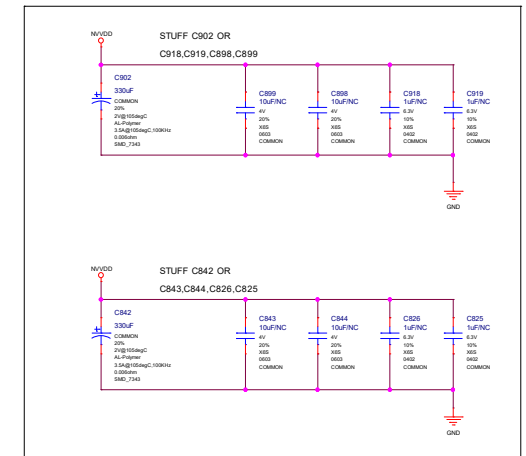 NVVDD
STUFF C902 OR
C918,C919,C898,C899
C902
330uF
COMMON
20%
2V@105degC
AL-Polymer
3.5A@105degC,100KHz
0.006ohm
SMD_7343
C899
10uF/NC
4V
20%
X6S
0603
COMMON
C898
10uF/NC
4V
20%
X6S
0603
COMMON
C918
1uF/NC
6.3V
10%
X6S
0402
COMMON
C919
1uF/NC
6.3V
10%
X6S
0402
COMMON
GND
NVVDD
STUFF C842 OR
C843,C844,C826,C825
C842
330uF
COMMON
20%
2V@105degC
AL-Polymer
3.5A@105degC,100KHz
0.006ohm
SMD_7343
C843
10uF/NC
4V
20%
X6S
0603
COMMON
C844
10uF/NC
4V
20%
X6S
0603
COMMON
C826
1uF/NC
6.3V
10%
X6S
0402
COMMON
C825
1uF/NC
6.3V
10%
X6S
0402
COMMON
GND